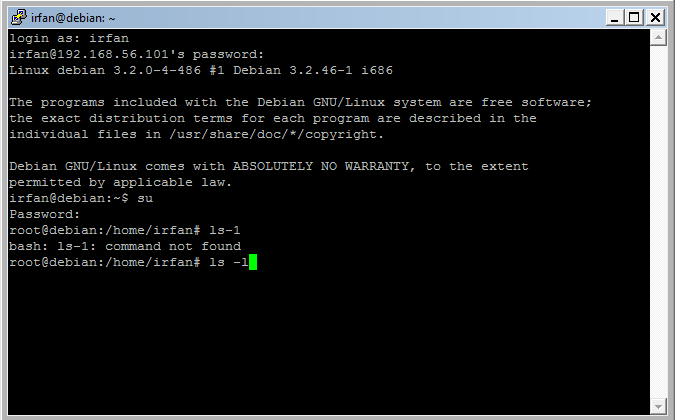 irfan@debian: ~
login as: irfan
irfan@192.168.56.101's password:
Linux debian 3.2.0-4-486 #1 Debian 3.2.46-1 i686
The programs included with the Debian GNU/Linux system are free software;
the exact distribution terms for each program are described in the
individual files in /usr/share/doc/*/copyright.
Debian GNU/Linux comes with ABSOLUTELY NO WARRANTY, to the extent
permitted by applicable law.
irfan@debian:~$ su
Password:
root@debian:/home/irfan# ls-1
bash: ls-1: command not found
root@debian:/home/irfan# ls -l